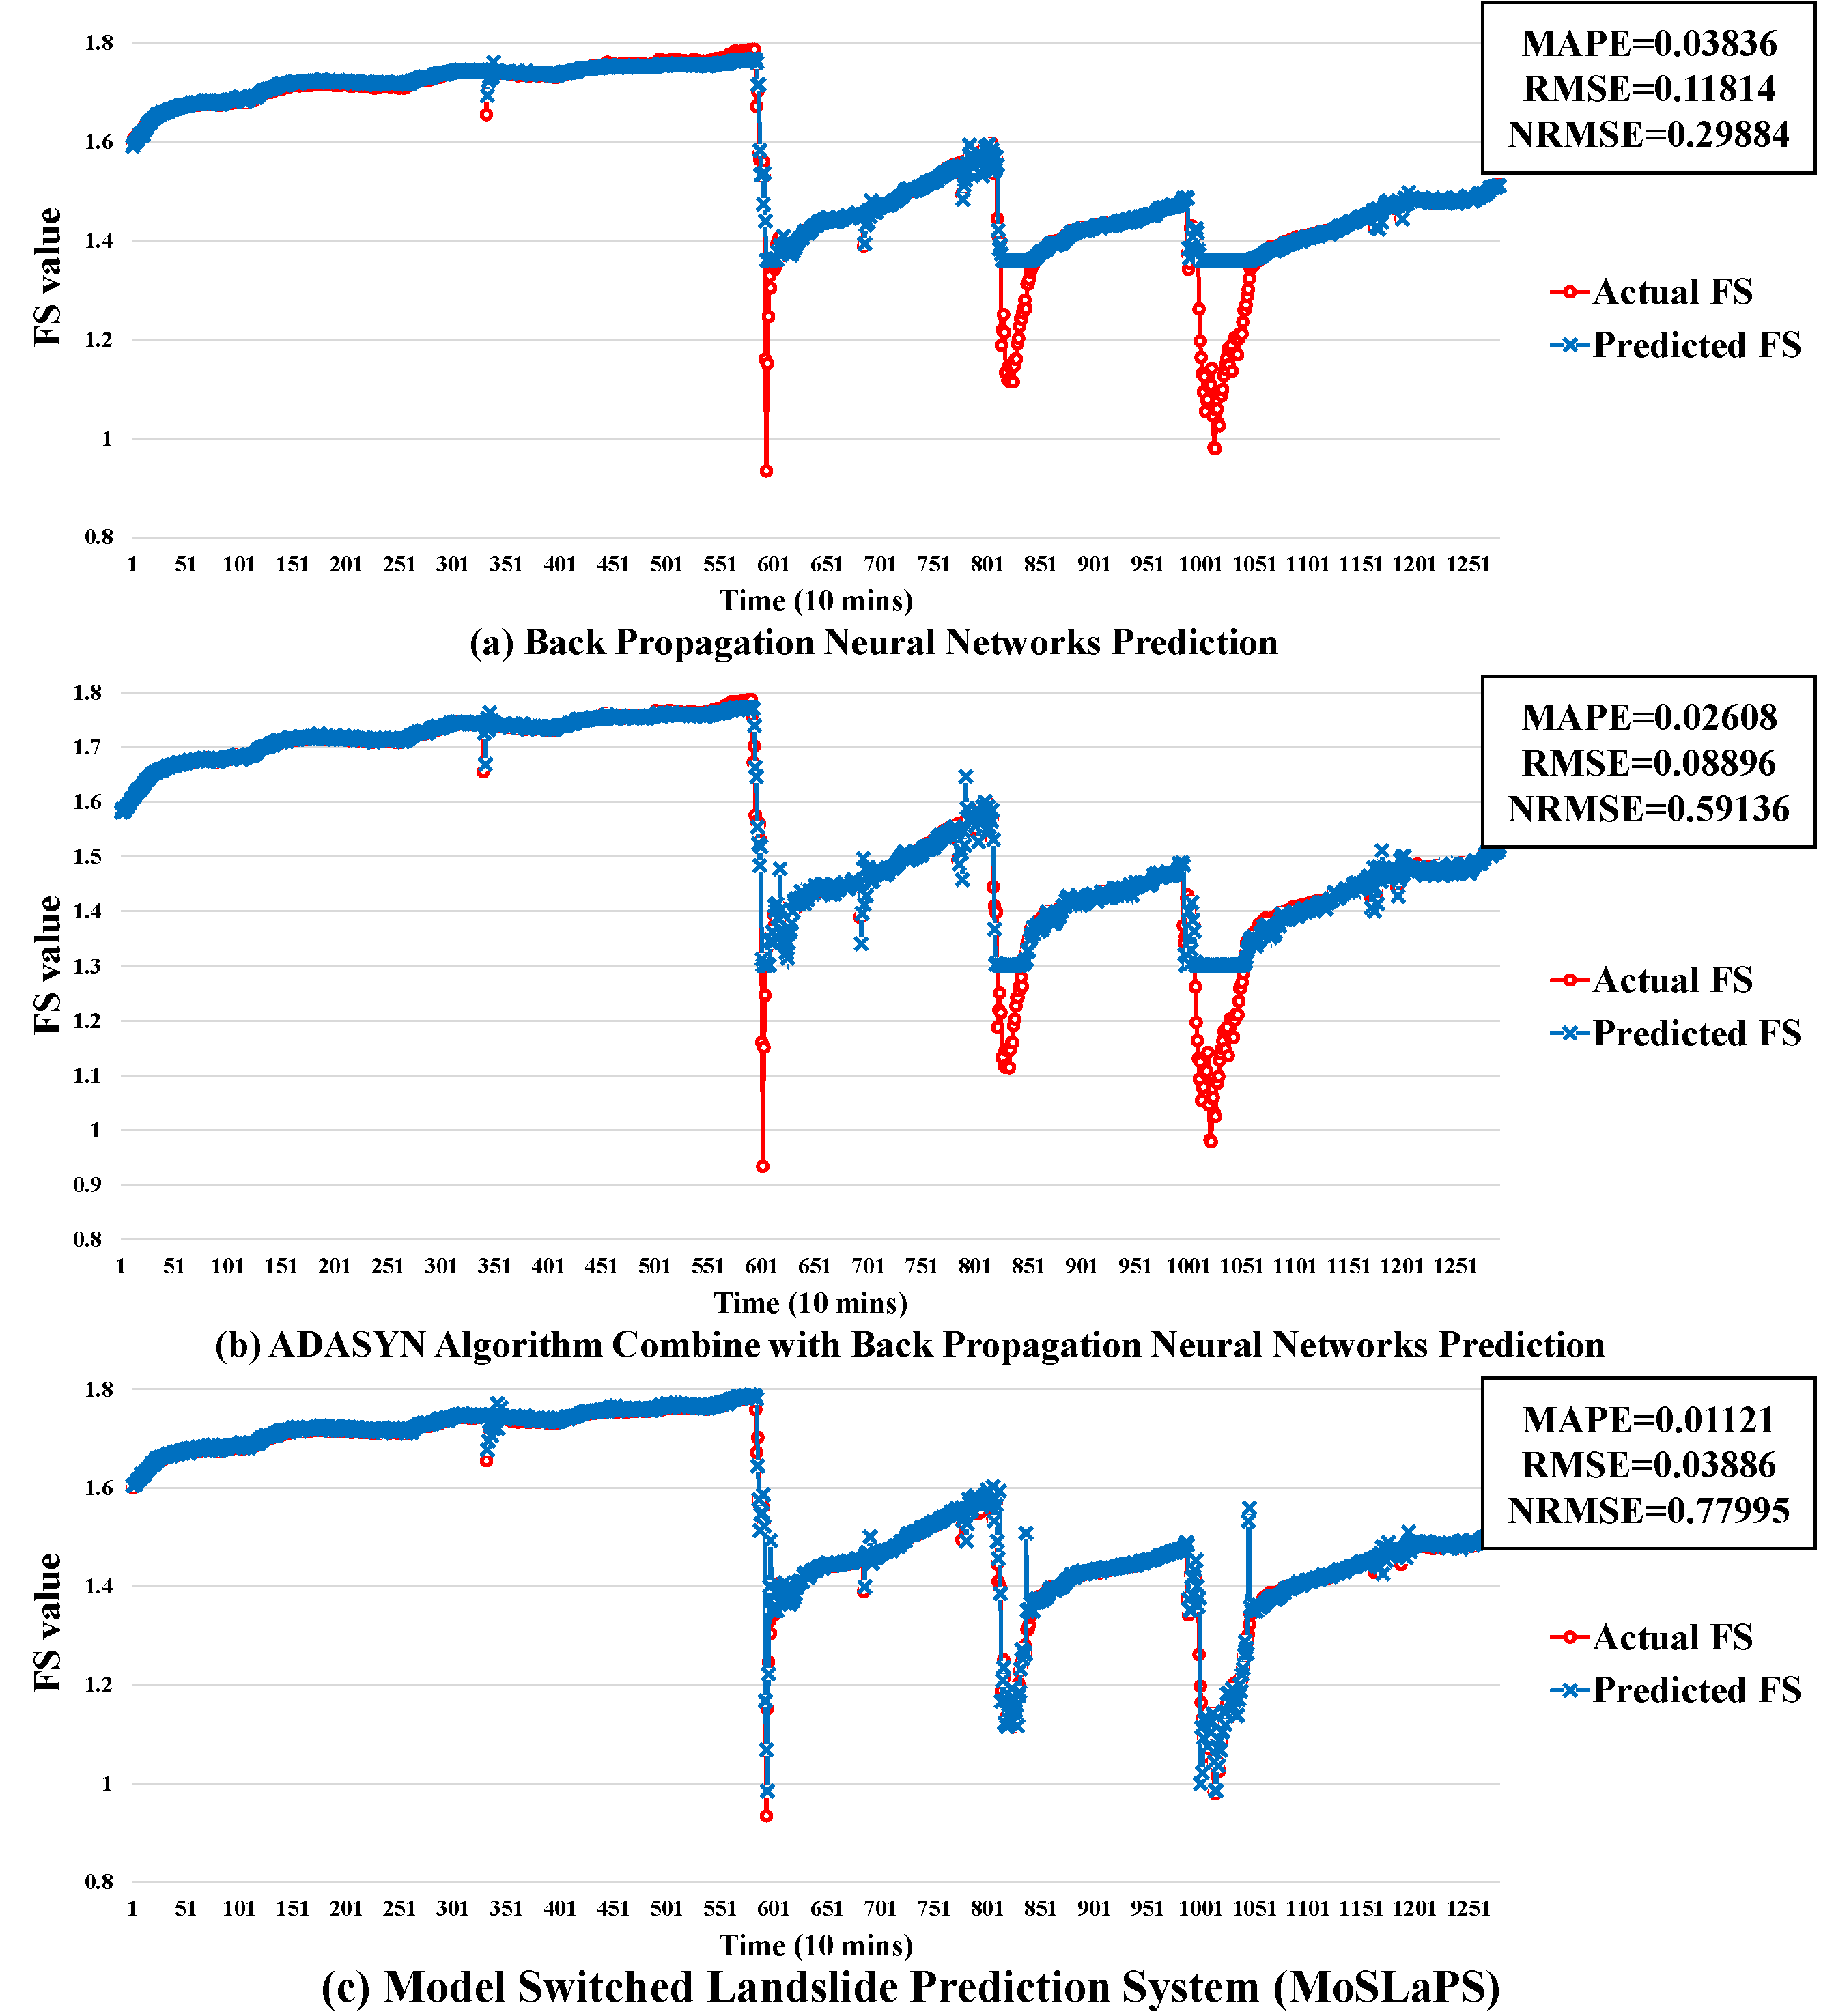 MAPE=0.03836
RMSE=0.11814
NRMSE=0.29884
1.8
1.6
1.4
1.2
1
0.8
FS value
Actual FS
Predicted FS
1 51 101 151 201 251 301 351 401 451 501 551 601 651 701 751 801 851 901 951 1001 1051 1101 1151 1201 1251
Time (10 mins)
(a) Back Propagation Neural Networks Prediction
MAPE=0.02608
RMSE=0.08896
NRMSE=0.59136
1.8
1.7
1.6
1.5
1.4
1.3
1.2
1.1
1
0.9
0.8
FS value
Actual FS
Predicted FS
1 51 101 151 201 251 301 351 401 451 501 551 601 651 701 751 801 851 901 951 1001 1051 1101 1151 1201 1251
Time (10 mins)
(b) ADASYN Algorithm Combine with Back Propagation Neural Networks Prediction
MAPE=0.01121
RMSE=0.03886
NRMSE=0.77995
1.8
1.6
1.4
1.2
1
0.8
FS value
Actual FS
Predicted FS
1 51 101 151 201 251 301 351 401 451 501 551 601 651 701 751 801 851 901 951 1001 1051 1101 1151 1201 1251
Time (10 mins)
(c) Model Switched Landslide Prediction System (MoSLaPS)